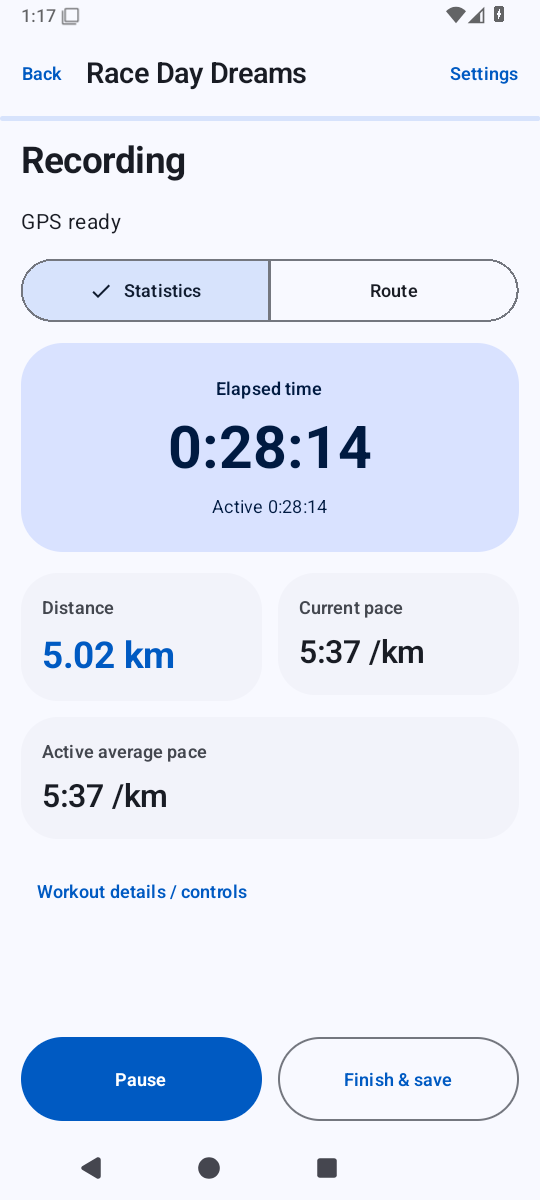 1:17
Back Race Day Dreams Settings
Recording
GPS ready
Statistics Route
Elapsed time
0:28:14
Active 0:28:14
Distance Current pace
5.02 km 5:37 /km
Active average pace
5:37 /km
Workout details / controls
Pause Finish & save